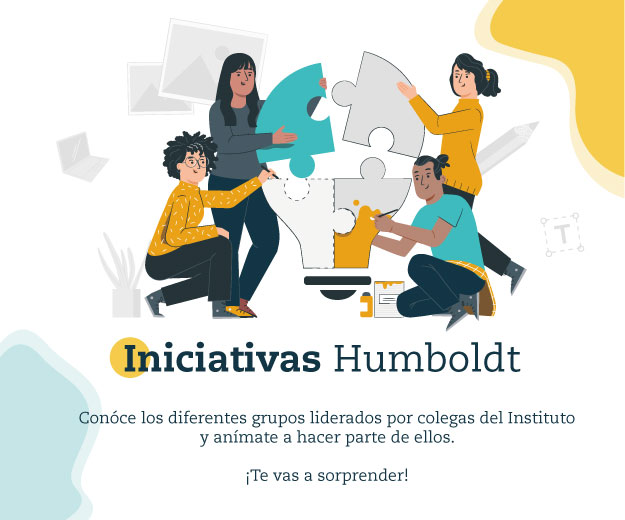 T
Iniciativas Humboldt
Conóce los diferentes grupos liderados por colegas del Instituto
y anímate a hacer parte de ellos.
¡Te vas a sorprender!